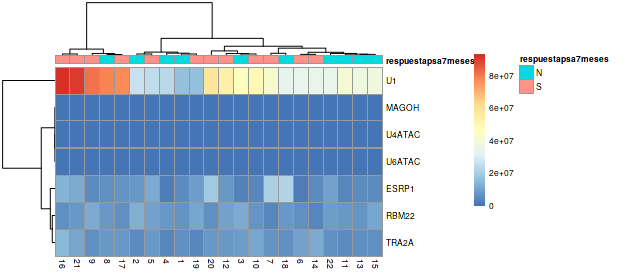 respuestapsa7meses
U1
MAGOH
U4ATAC
U6ATAC
ESRP1
RBM22
TRA2A
16 21 9 8 17 2 5 4 1 19 20 12 3 10 7 18 6 14 22 11 13 15
8e+07
6e+07
4e+07
2e+07
0
respuestapsa7meses
N
S